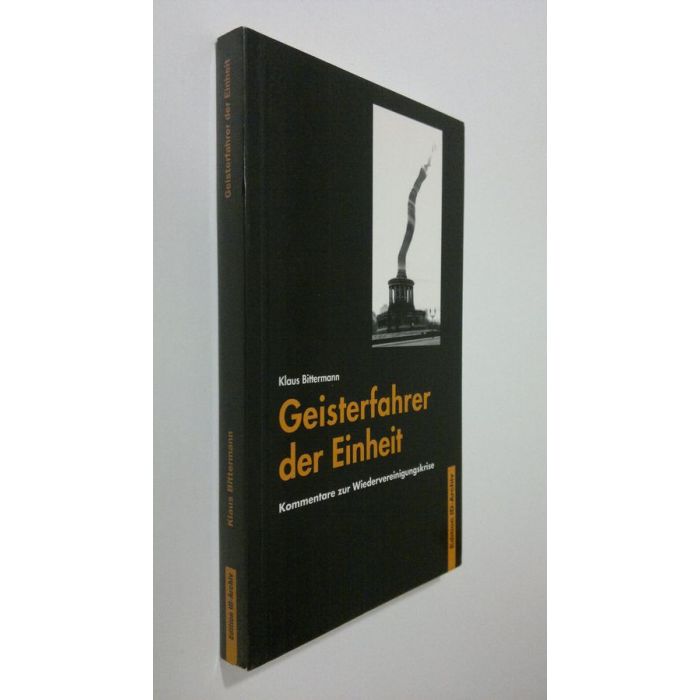 Geisterfahrer der Einheit
Klaus Bittermann
Edition ID-Archiv
Klaus Bittermann
Geisterfahrer
der Einheit
Kommentare zur Wiedervereinigungskrise
Edition ID-Archiv